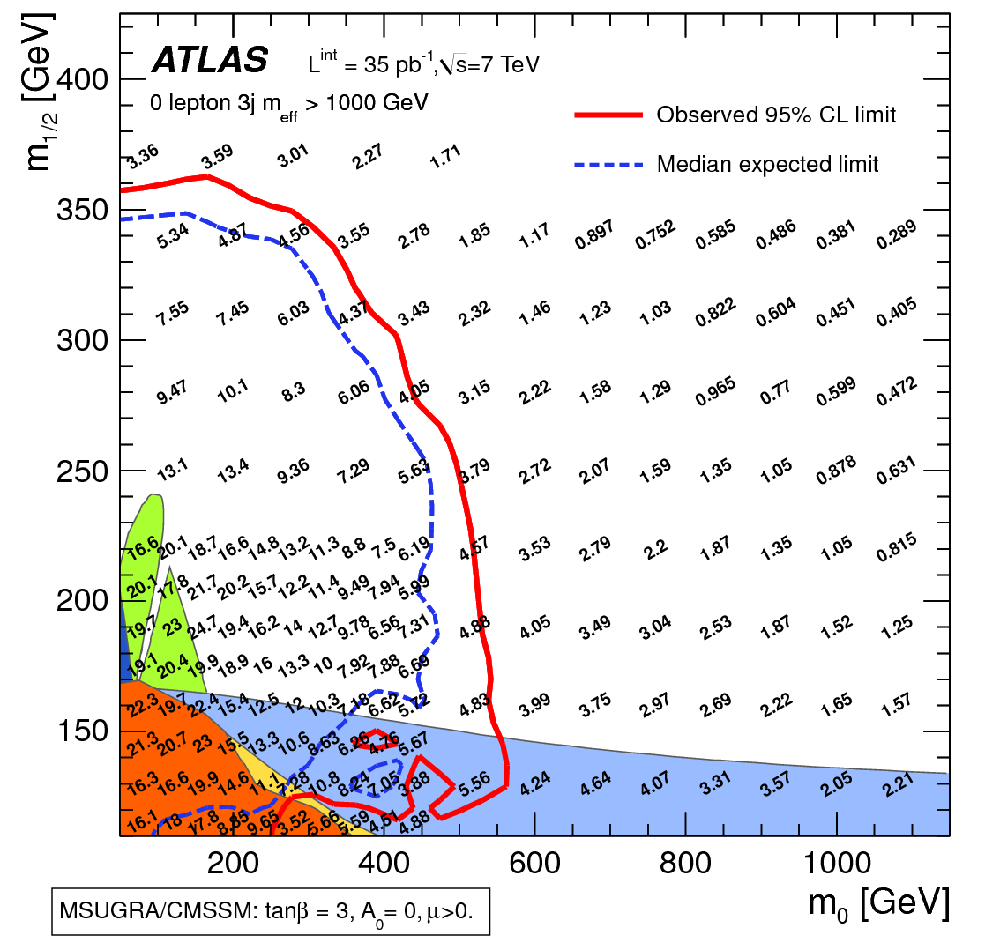 ATLAS L^int = 35 pb^-1, √s=7 TeV
0 lepton 3j m_eff > 1000 GeV
Observed 95% CL limit
Median expected limit
m_1/2 [GeV]
400
350
300
250
200
150
3.36 3.59 3.01 2.27 1.71
5.34 4.87 4.56 3.55 2.78 1.85 1.17 0.897 0.752 0.585 0.486 0.381 0.289
7.55 7.45 6.03 4.37 3.43 2.32 1.46 1.23 1.03 0.822 0.604 0.451 0.405
9.47 10.1 8.3 6.06 4.05 3.15 2.22 1.58 1.29 0.965 0.77 0.599 0.472
13.1 13.4 9.36 7.29 5.63 3.79 2.72 2.07 1.59 1.35 1.05 0.878 0.631
16.6 20.1 18.7 16.6 14.8 13.2 11.3 8.8 7.5 6.19 4.57 3.53 2.79 2.2 1.87 1.35 1.05 0.815
20.1 17.8 21.7 20.2 15.7 12.2 11.4 9.49 7.94 5.99
19.7 23 24.7 19.4 16.2 14 12.7 9.78 6.56 7.31 4.88 4.05 3.49 3.04 2.53 1.87 1.52 1.25
19.1 20.4 19.9 18.9 16 13.3 10 7.92 7.88 6.69
22.3 19.7 22.4 15.4 12.5 12 10.3 7.18 6.62 5.72 4.83 3.99 3.75 2.97 2.69 2.22 1.65 1.57
21.3 20.7 23 15.5 13.3 10.6 8.63 6.26 4.76 5.67
16.3 16.6 19.9 14.6 11.1 7.28 10.8 8.24 7.05 3.88 5.56 4.24 4.64 4.07 3.31 3.57 2.05 2.21
16.1 18 17.8 8.85 9.65 3.52 5.66 5.59 4.51 4.88
200 400 600 800 1000
m_0 [GeV]
MSUGRA/CMSSM: tanβ = 3, A_0= 0, μ>0.